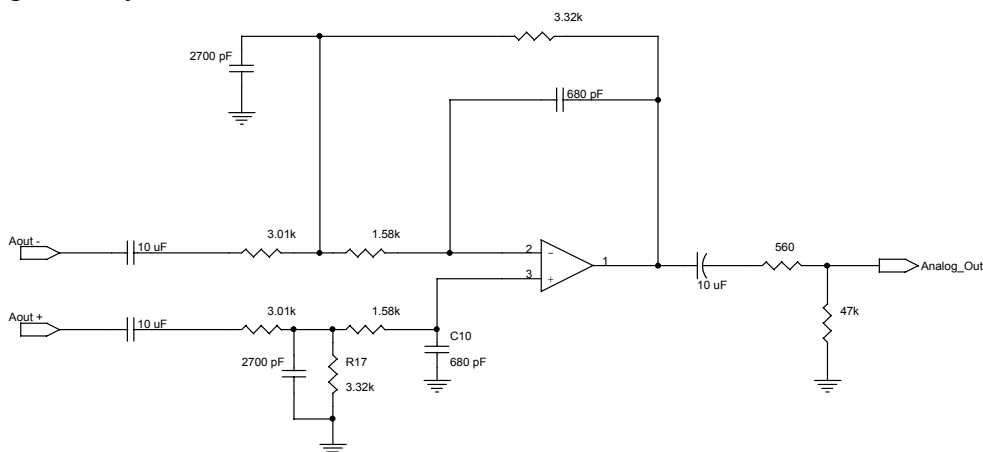 3.32k
2700 pF
680 pF
Aout -
10 uF
3.01k
1.58k
2
-
1
3
+
560
Analog_Out
10 uF
47k
Aout +
10 uF
3.01k
1.58k
C10
680 pF
2700 pF
R17
3.32k